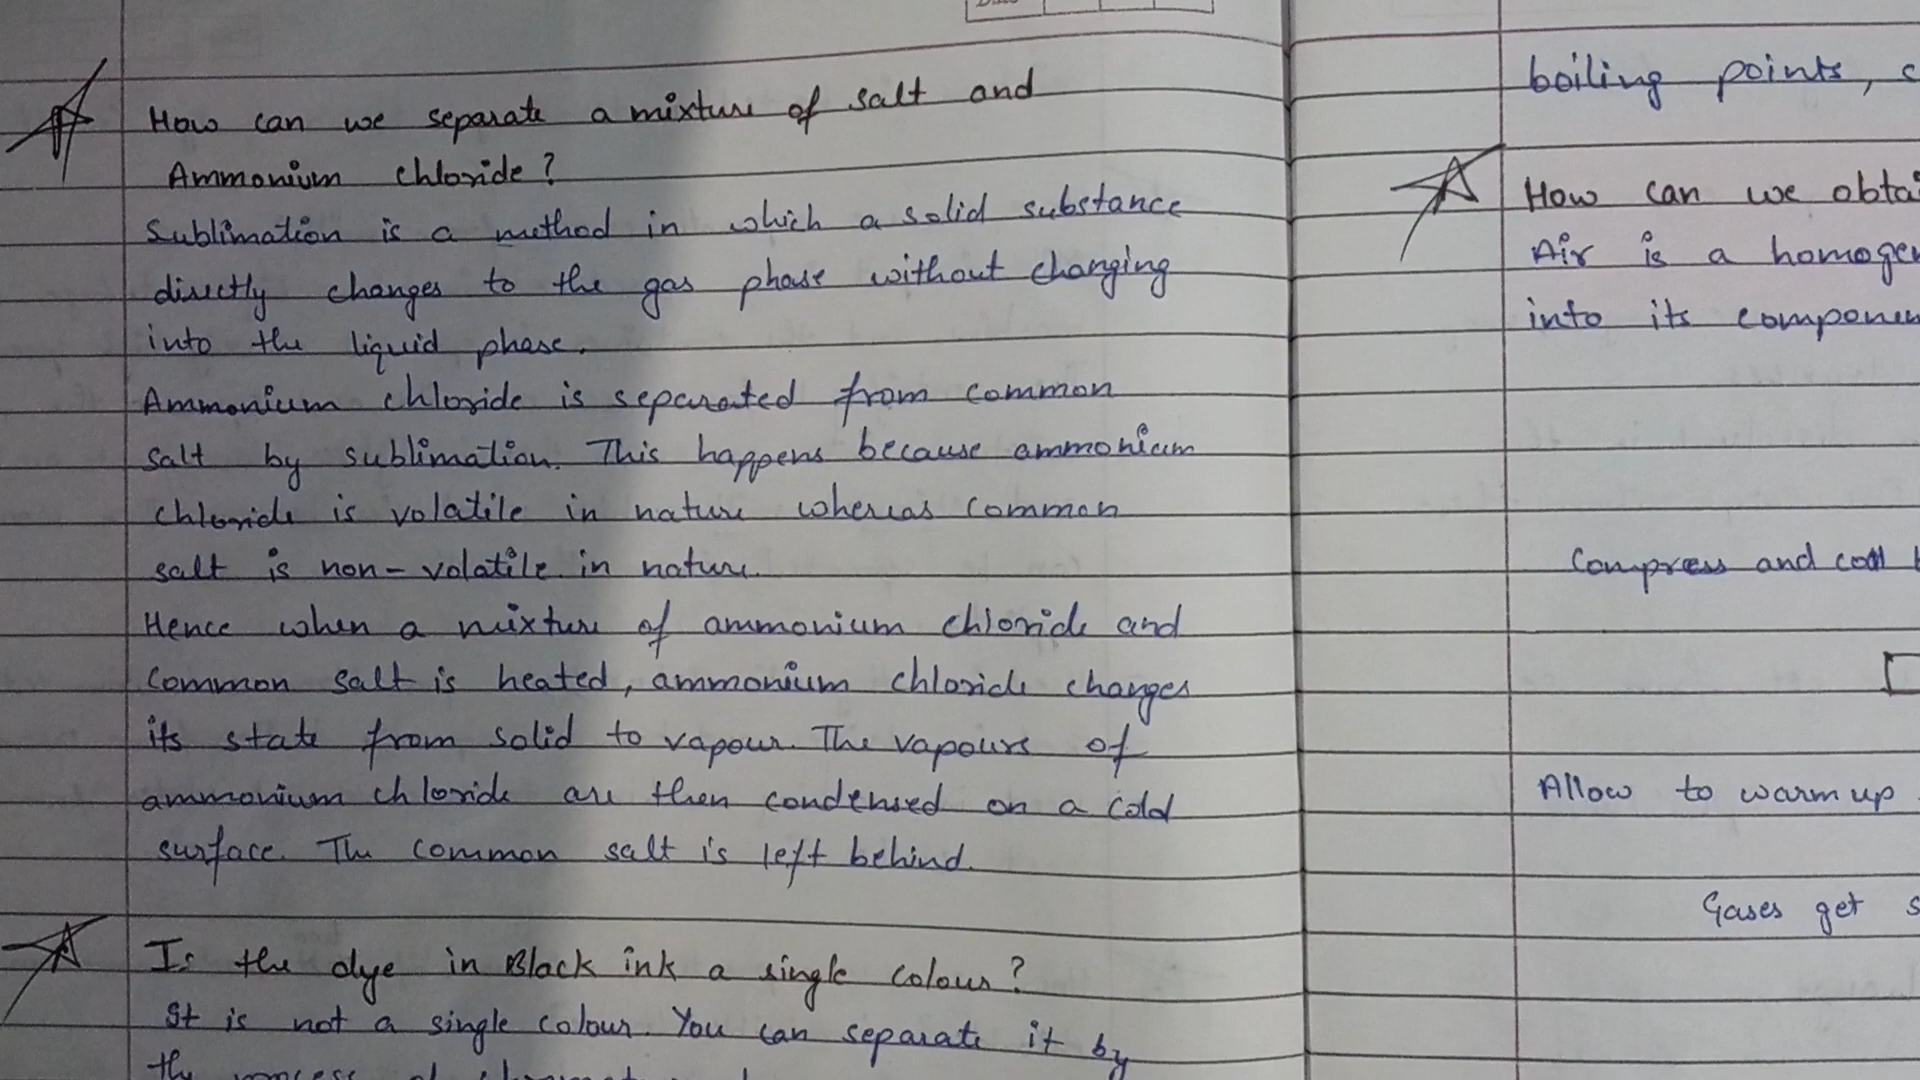 How can we separate a mixture of salt and
Ammonium chloride?
Sublimation is a method in which a solid substance
directly changes to the gas phase without changing
into the liquid phase.
Ammonium chloride is separated from common
salt by sublimation. This happens because ammonium
chloride is volatile in nature whereas common
salt is non-volatile in nature.
Hence when a mixture of ammonium chloride and
common salt is heated, ammonium chloride changes
its state from solid to vapour. The vapours of
ammonium chloride are then condensed on a cold
surface. The common salt is left behind.
Is the dye in Black ink a single colour?
It is not a single colour. You can separate it by
the process of
boiling points,
How can we
Air is a
into its
Compress and
Allow to warm up
Gases get